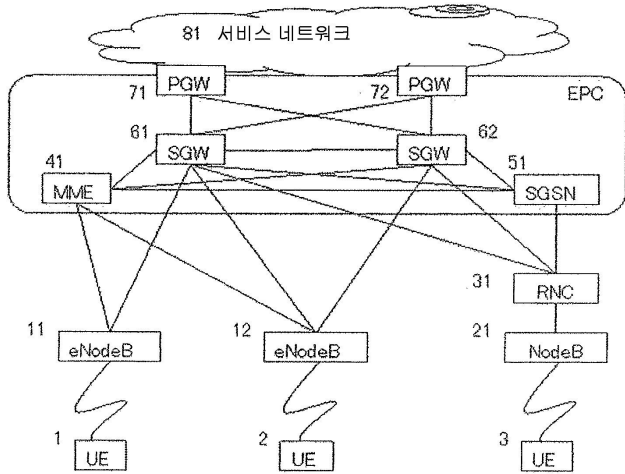 81 서비스 네트워크
PGW
PGW
71
72
EPC
61
62
SGW
SGW
41
51
MME
SGSN
31
RNC
11
12
21
eNodeB
eNodeB
NodeB
1
2
3
UE
UE
UE